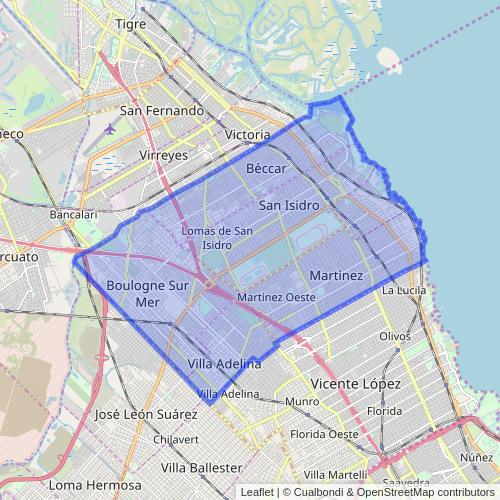 Tigre
San Fernando
Victoria
Virreyes
Béccar
San Isidro
Bancalari
Lomas de San
Isidro
Boulogne Sur
Mer
Martínez
Martínez Oeste
La Lucila
Olivos
Villa Adelina
Villa Adelina
Vicente López
Munro
Florida
José León Suárez
Florida Oeste
Chilavert
Villa Ballester
Villa Martelli
Núñez
Loma Hermosa
Saavedra
Leaflet | © Cualbondi & OpenStreetMap contributors